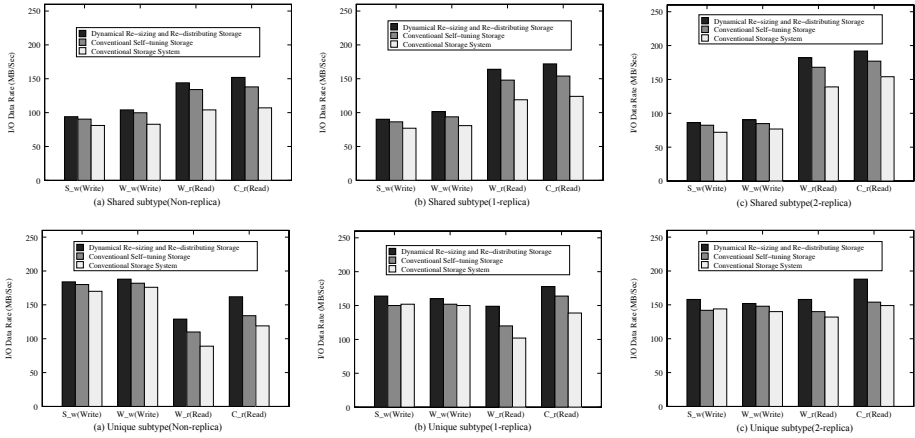 I/O Data Rate (MB/Sec)
250
200
150
100
50
0
Dynamical Re−sizing and Re−distributing Storage
Conventioanl Self−tuning Storage
Conventional Storage System
S_w(Write) W_w(Write) W_r(Read) C_r(Read)
(a) Shared subtype(Non-replica)
I/O Data Rate (MB/Sec)
250
200
150
100
50
0
Dynamical Re−sizing and Re−distributing Storage
Conventioanl Self−tuning Storage
Conventional Storage System
S_w(Write) W_w(Write) W_r(Read) C_r(Read)
(b) Shared subtype(1-replica)
I/O Data Rate (MB/Sec)
250
200
150
100
50
0
Dynamical Re−sizing and Re−distributing Storage
Conventioanl Self−tuning Storage
Conventional Storage System
S_w(Write) W_w(Write) W_r(Read) C_r(Read)
(c) Shared subtype(2-replica)
I/O Data Rate (MB/Sec)
250
200
150
100
50
0
Dynamical Re−sizing and Re−distributing Storage
Conventioanl Self−tuning Storage
Conventional Storage System
S_w(Write) W_w(Write) W_r(Read) C_r(Read)
(a) Unique subtype(Non-replica)
I/O Data Rate (MB/Sec)
250
200
150
100
50
0
Dynamical Re−sizing and Re−distributing Storage
Conventioanl Self−tuning Storage
Conventional Storage System
S_w(Write) W_w(Write) W_r(Read) C_r(Read)
(b) Unique subtype(1-replica)
I/O Data Rate (MB/Sec)
250
200
150
100
50
0
Dynamical Re−sizing and Re−distributing Storage
Conventioanl Self−tuning Storage
Conventional Storage System
S_w(Write) W_w(Write) W_r(Read) C_r(Read)
(c) Unique subtype(2-replica)